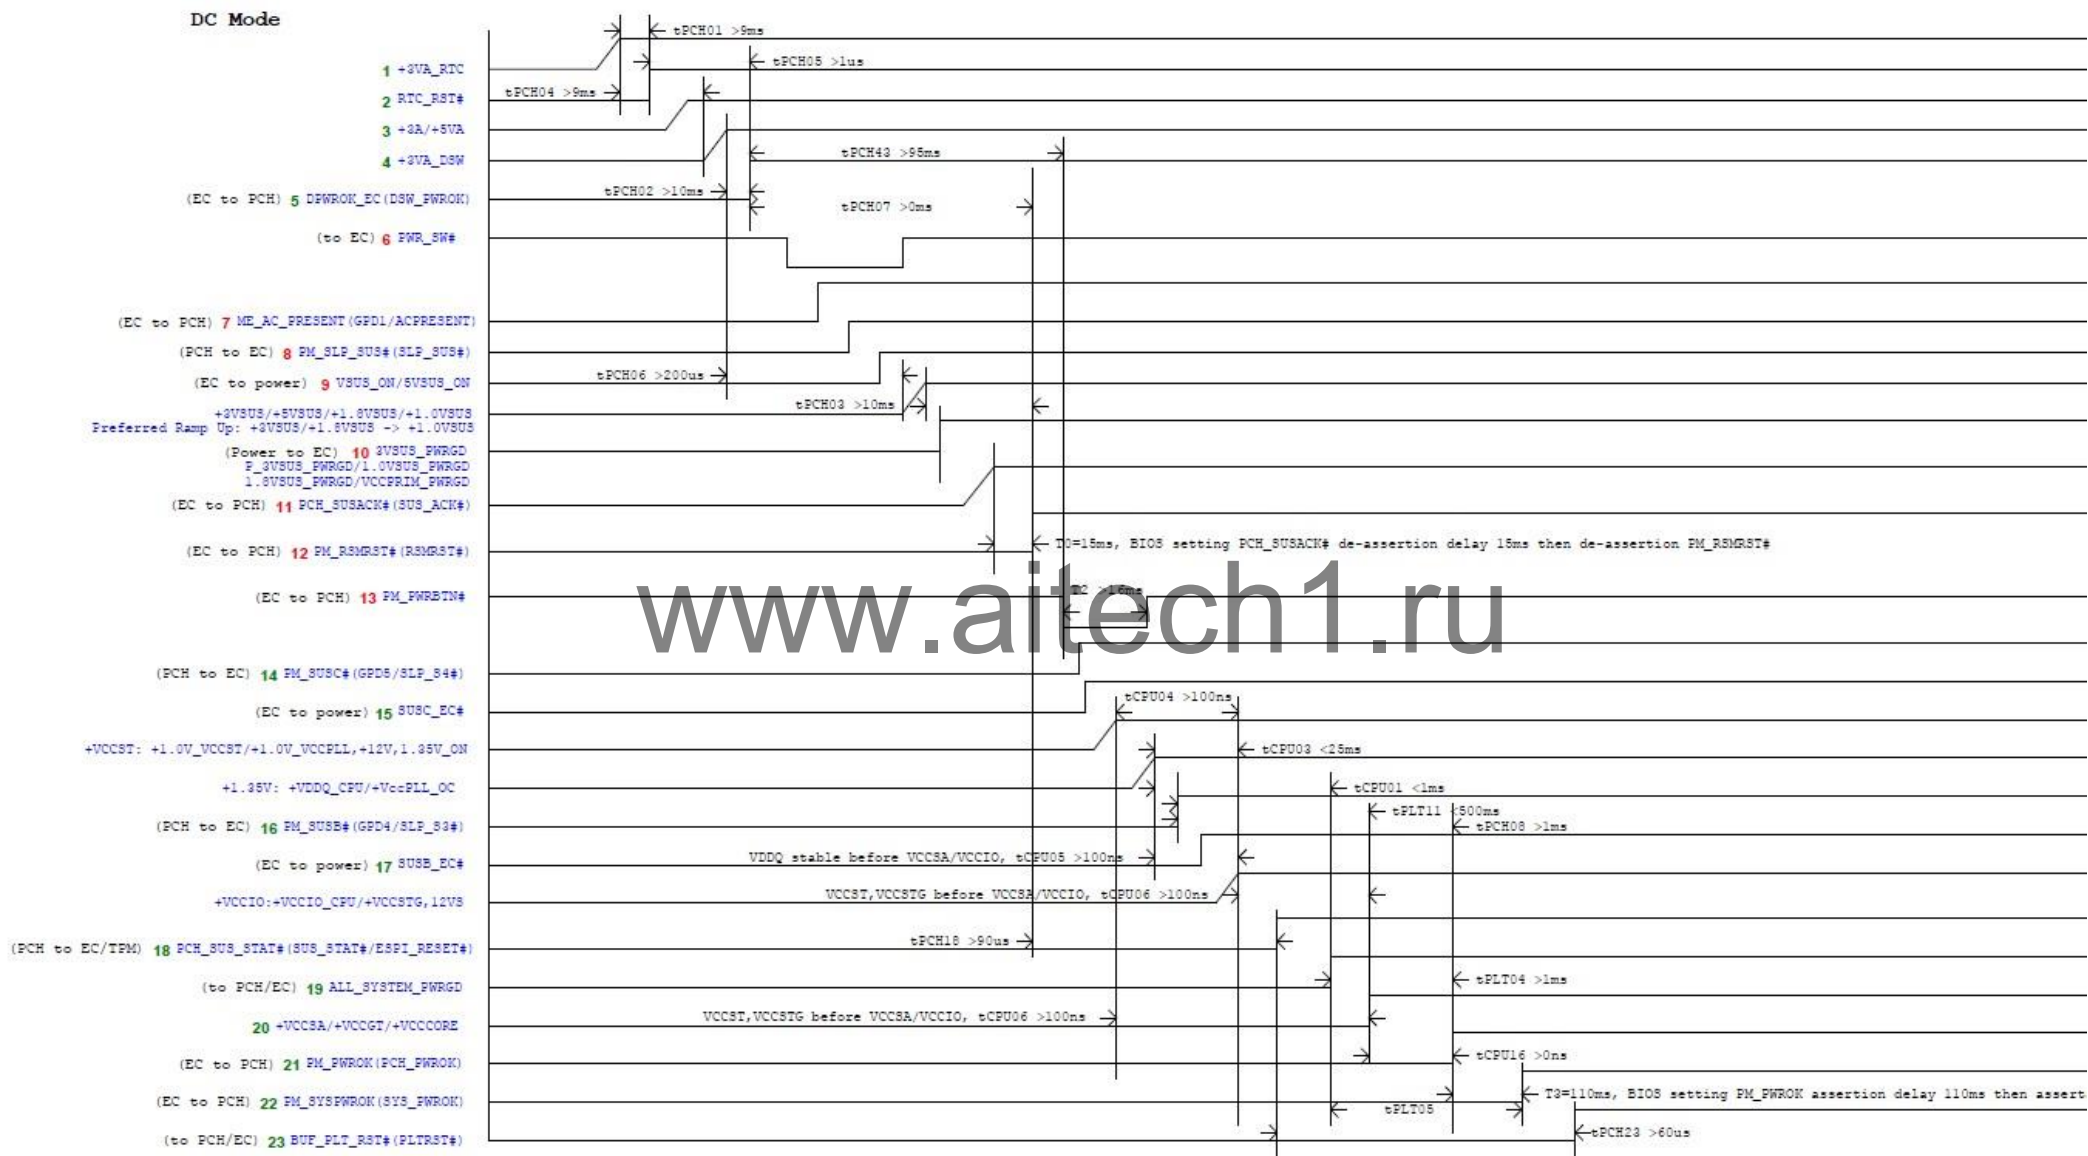 DC Mode
tPCH01 >9ms
1 +3VA_RTC
tPCH05 >1us
tPCH04 >9ms
2 RTC_RST#
3 +3A/+5VA
4 +3VA_DSW
tPCH43 >95ms
(EC to PCH) 5 DPWROK_EC(DSW_PWROK)
tPCH02 >10ms
tPCH07 >0ms
(to EC) 6 PWR_SW#
(EC to PCH) 7 ME_AC_PRESENT(GPD1/ACPRESENT)
(PCH to EC) 8 PM_SLP_SUS#(SLP_SUS#)
(EC to power) 9 VSUS_ON/5VSUS_ON
tPCH06 >200us
tPCH03 >10ms
+3VSUS/+5VSUS/+1.8VSUS/+1.0VSUS
Preferred Ramp Up: +3VSUS/+1.8VSUS -> +1.0VSUS
(Power to EC) 10 3VSUS_PWRGD
P_3VSUS_PWRGD/1.0VSUS_PWRGD
1.8VSUS_PWRGD/VCCPRIM_PWRGD
(EC to PCH) 11 PCH_SUSACK#(SUS_ACK#)
(EC to PCH) 12 PM_RSMRST#(RSMRST#)
T0=15ms, BIOS setting PCH_SUSACK# de-assertion delay 15ms then de-assertion PM_RSMRST#
www.aitech1.ru
(EC to PCH) 13 PM_PWRBTN#
T2 >16ms
(PCH to EC) 14 PM_SUSC#(GPD5/SLP_S4#)
(EC to power) 15 SUSC_EC#
tCPU04 >100ns
+VCCST: +1.0V_VCCST/+1.0V_VCCPLL,+12V,1.35V_ON
tCPU03 <25ms
+1.35V: +VDDQ_CPU/+VccPLL_OC
tCPU01 <1ms
tPLT11 <500ms
(PCH to EC) 16 PM_SUSB#(GPD4/SLP_S3#)
tPCH08 >1ms
(EC to power) 17 SUSB_EC#
VDDQ stable before VCCSA/VCCIO, tCPU05 >100ns
+VCCIO:+VCCIO_CPU/+VCCSTG,12VS
VCCST,VCCSTG before VCCSA/VCCIO, tCPU06 >100ns
(PCH to EC/TPM) 18 PCH_SUS_STAT#(SUS_STAT#/ESPI_RESET#)
tPCH18 >90us
(to PCH/EC) 19 ALL_SYSTEM_PWRGD
tPLT04 >1ms
20 +VCCSA/+VCCGT/+VCCCORE
VCCST,VCCSTG before VCCSA/VCCIO, tCPU06 >100ns
(EC to PCH) 21 PM_PWROK(PCH_PWROK)
tCPU16 >0ns
(EC to PCH) 22 PM_SYSPWROK(SYS_PWROK)
tPLT05
T3=110ms, BIOS setting PM_PWROK assertion delay 110ms then assert
(to PCH/EC) 23 BUF_PLT_RST#(PLTRST#)
tPCH23 >60us